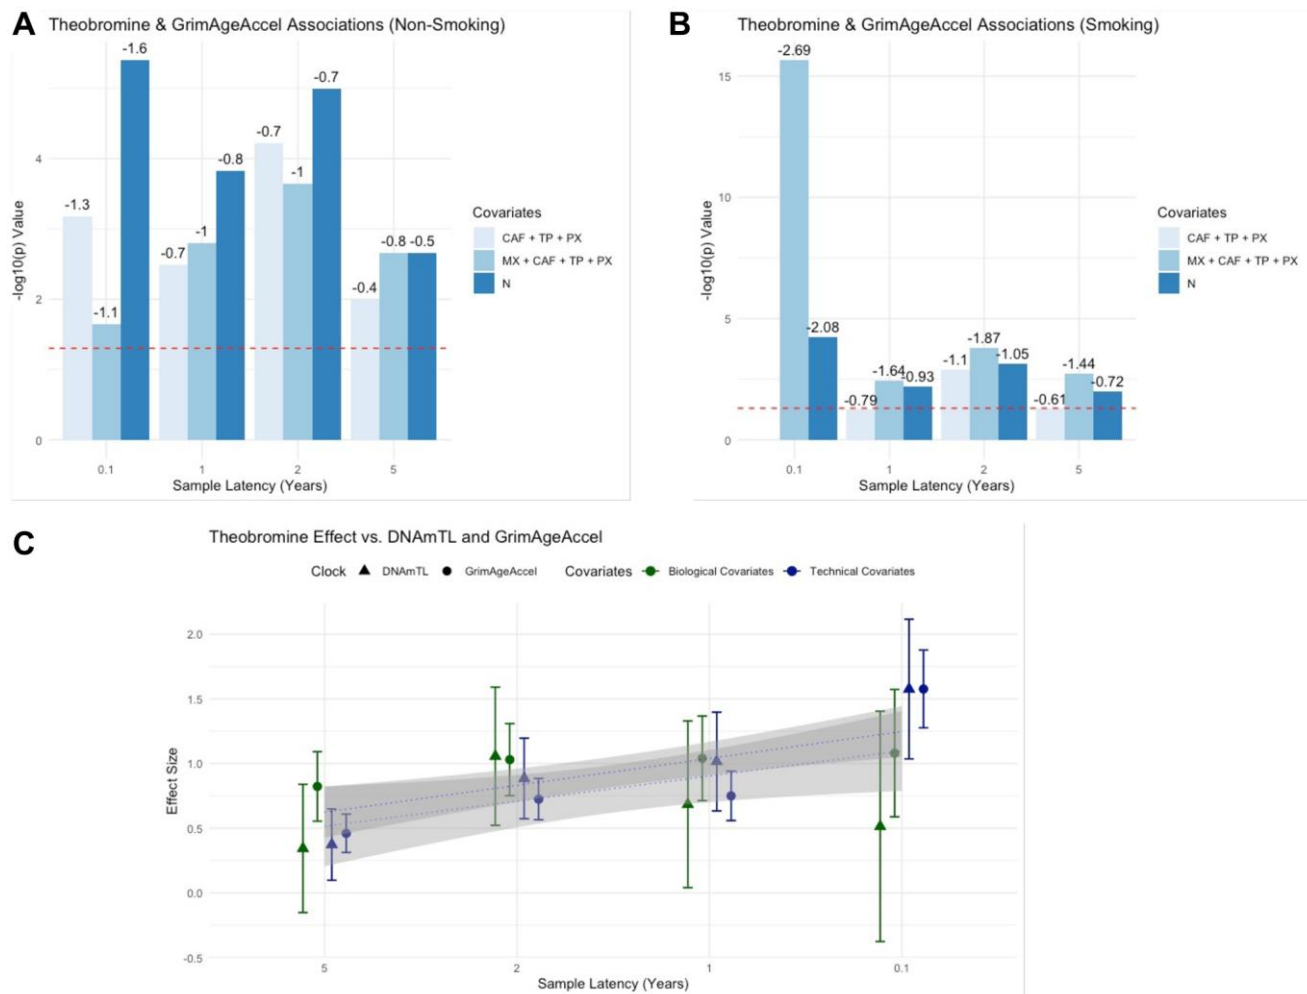 A
Theobromine & GrimAgeAccel Associations (Non-Smoking)
-1.6
-1.3
-1.1
-0.7
-1
-0.8
-0.7
-1
-0.7
-0.4
-0.8
-0.5
4
2
0
-log10(p) Value
0.1
1
2
5
Sample Latency (Years)
Covariates
CAF + TP + PX
MX + CAF + TP + PX
N
B
Theobromine & GrimAgeAccel Associations (Smoking)
-2.69
-2.08
-0.79
-1.64
-0.93
-1.1
-1.87
-1.05
-0.61
-1.44
-0.72
15
10
5
0
-log10(p) Value
0.1
1
2
5
Sample Latency (Years)
Covariates
CAF + TP + PX
MX + CAF + TP + PX
N
C
Theobromine Effect vs. DNAmTL and GrimAgeAccel
Clock DNAmTL GrimAgeAccel Covariates Biological Covariates Technical Covariates
2.0
1.5
1.0
0.5
0.0
-0.5
Effect Size
5
2
1
0.1
Sample Latency (Years)